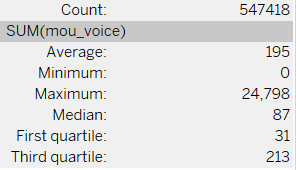 Count: 547418
SUM(mou_voice)
Average: 195
Minimum: 0
Maximum: 24,798
Median: 87
First quartile: 31
Third quartile: 213